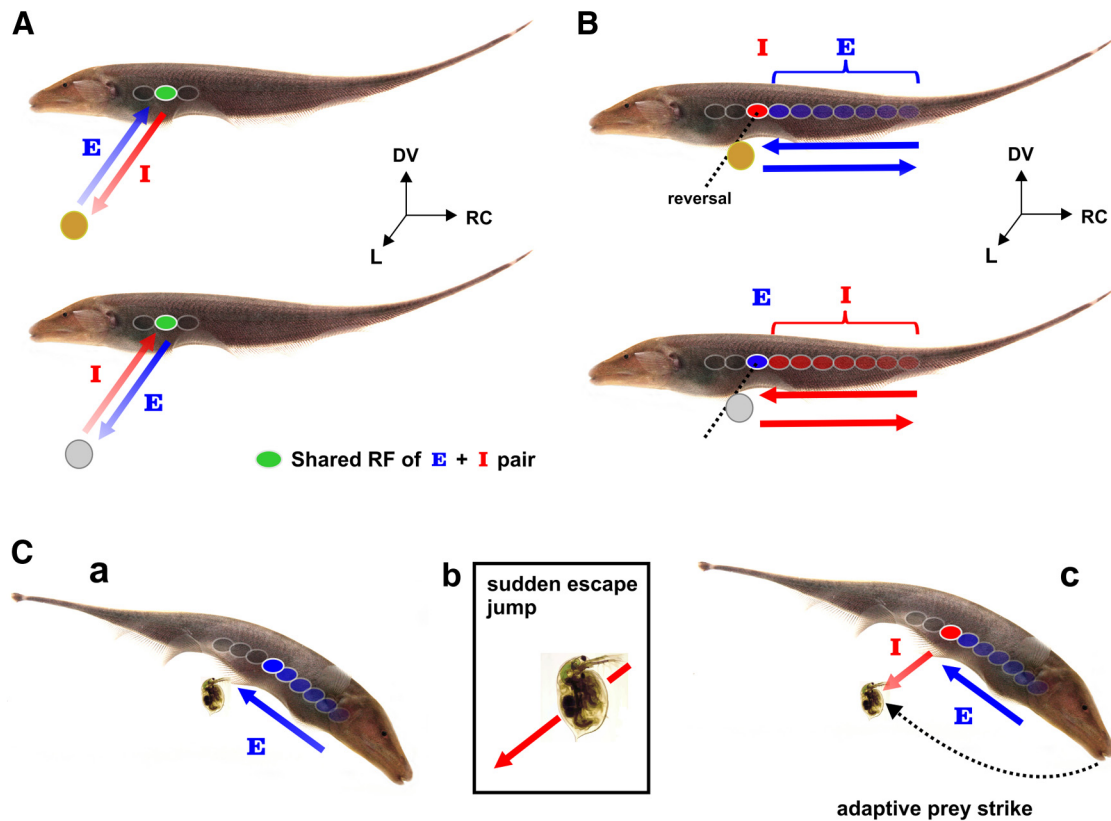 A
E
I
DV
RC
L
I
E
Shared RF of E + I pair
B
I
E
reversal
DV
RC
L
E
I
C
a
E
b
sudden escape
jump
c
I
E
adaptive prey strike